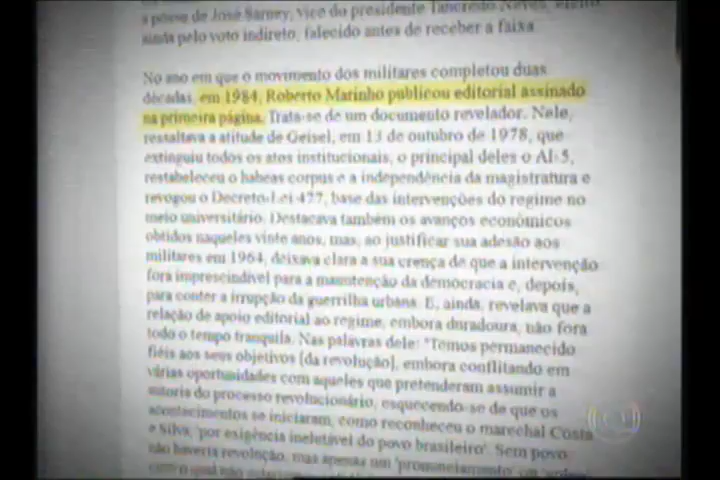 a posse de José Sarney, vice do presidente Tancredo Neves, eleito
ainda pelo voto indireto, falecido antes de receber a faixa.
No ano em que o movimento dos militares completou duas
décadas, em 1984, Roberto Marinho publicou editorial assinado
na primeira página. Trata-se de um documento revelador. Nele,
ressaltava a atitude de Geisel, em 13 de outubro de 1978, que
extinguiu todos os atos institucionais, o principal deles o AI-5,
restabeleceu o habeas corpus e a independência da magistratura e
revogou o Decreto-Lei 477, base das intervenções do regime no
meio universitário. Destacava também os avanços econômicos
obtidos naqueles vinte anos, mas, ao justificar sua adesão aos
militares em 1964, deixava clara a sua crença de que a intervenção
fora imprescindível para a manutenção da democracia e, depois,
para conter a irrupção da guerrilha urbana. E, ainda, revelava que a
relação de apoio editorial ao regime, embora duradoura, não fora
todo o tempo tranquila. Nas palavras dele: "Temos permanecido
fiéis aos seus objetivos [da revolução], embora conflitando em
várias oportunidades com aqueles que pretenderam assumir a
autoria do processo revolucionário, esquecendo-se de que os
acontecimentos se iniciaram, como reconheceu o marechal Costa
e Silva, 'por exigência inelutável do povo brasileiro'. Sem povo,
não haveria revolução, mas apenas um 'pronunciamento'
com o qual não